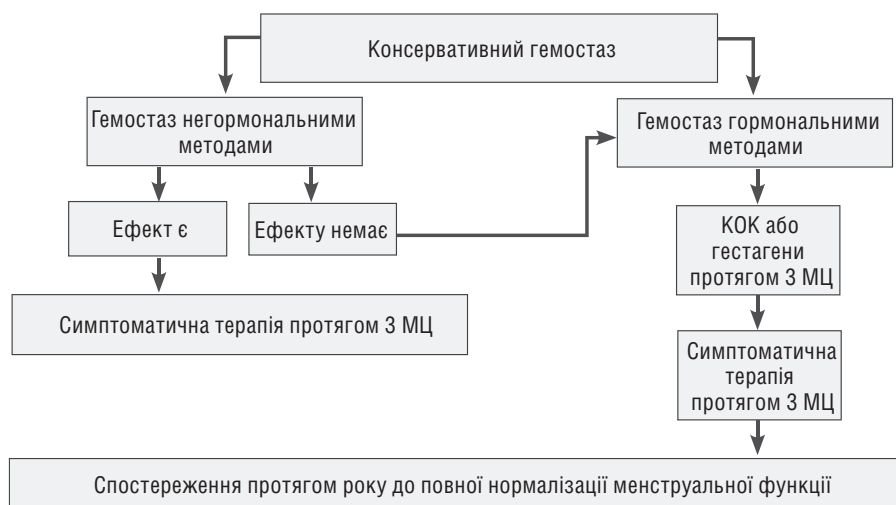 Консервативний гемостаз
Гемостаз негормональними
методами
Гемостаз гормональними
методами
Ефект є
Ефекту немає
КОК або
гестагени
протягом 3 МЦ
Симптоматична терапія протягом 3 МЦ
Симптоматична
терапія
протягом 3 МЦ
Спостереження протягом року до повної нормалізації менструальної функції